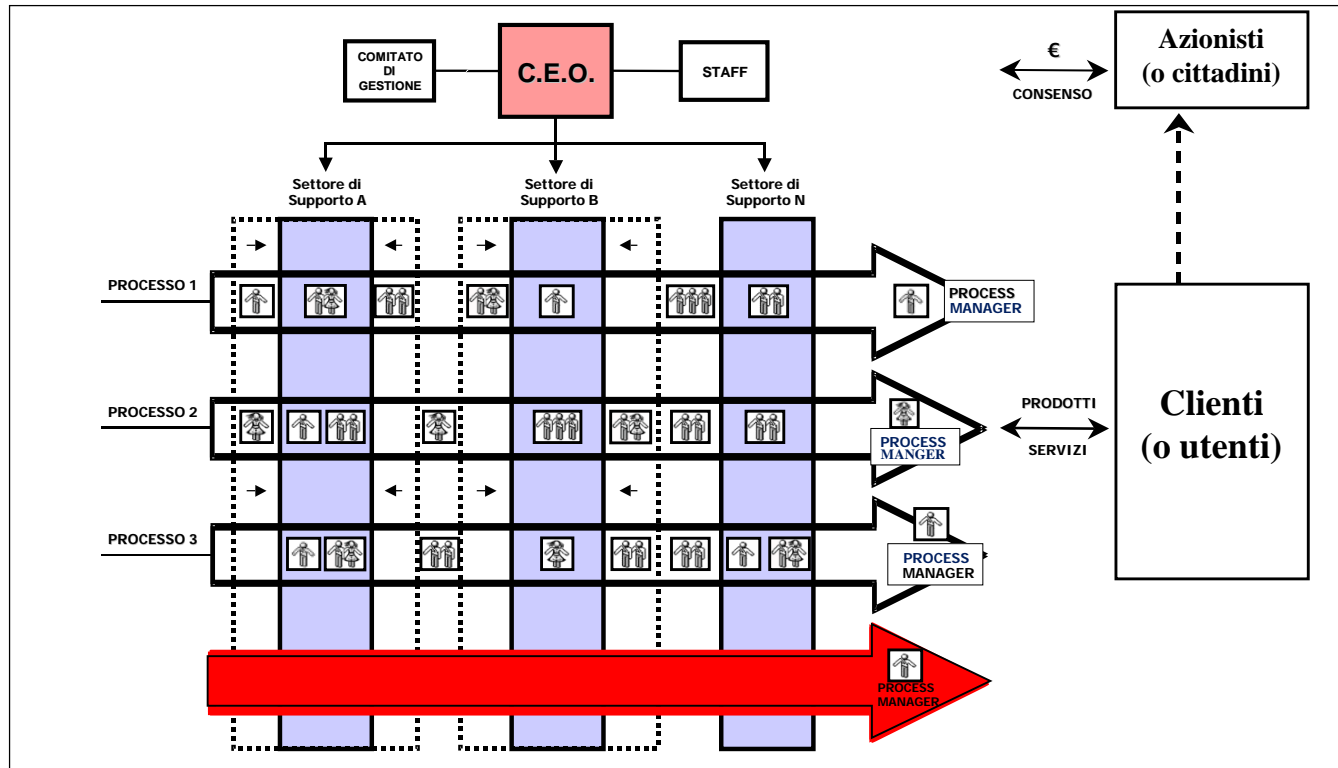 COMITATO
DI
GESTIONE
C.E.O.
STAFF
€
CONSENSO
Azionisti
(o cittadini)
Settore di
Supporto A
Settore di
Supporto B
Settore di
Supporto N
PROCESSO 1
PROCESS
MANAGER
PROCESSO 2
PROCESS
MANGER
PRODOTTI
SERVIZI
Clienti
(o utenti)
PROCESSO 3
PROCESS
MANAGER
PROCESS
MANAGER